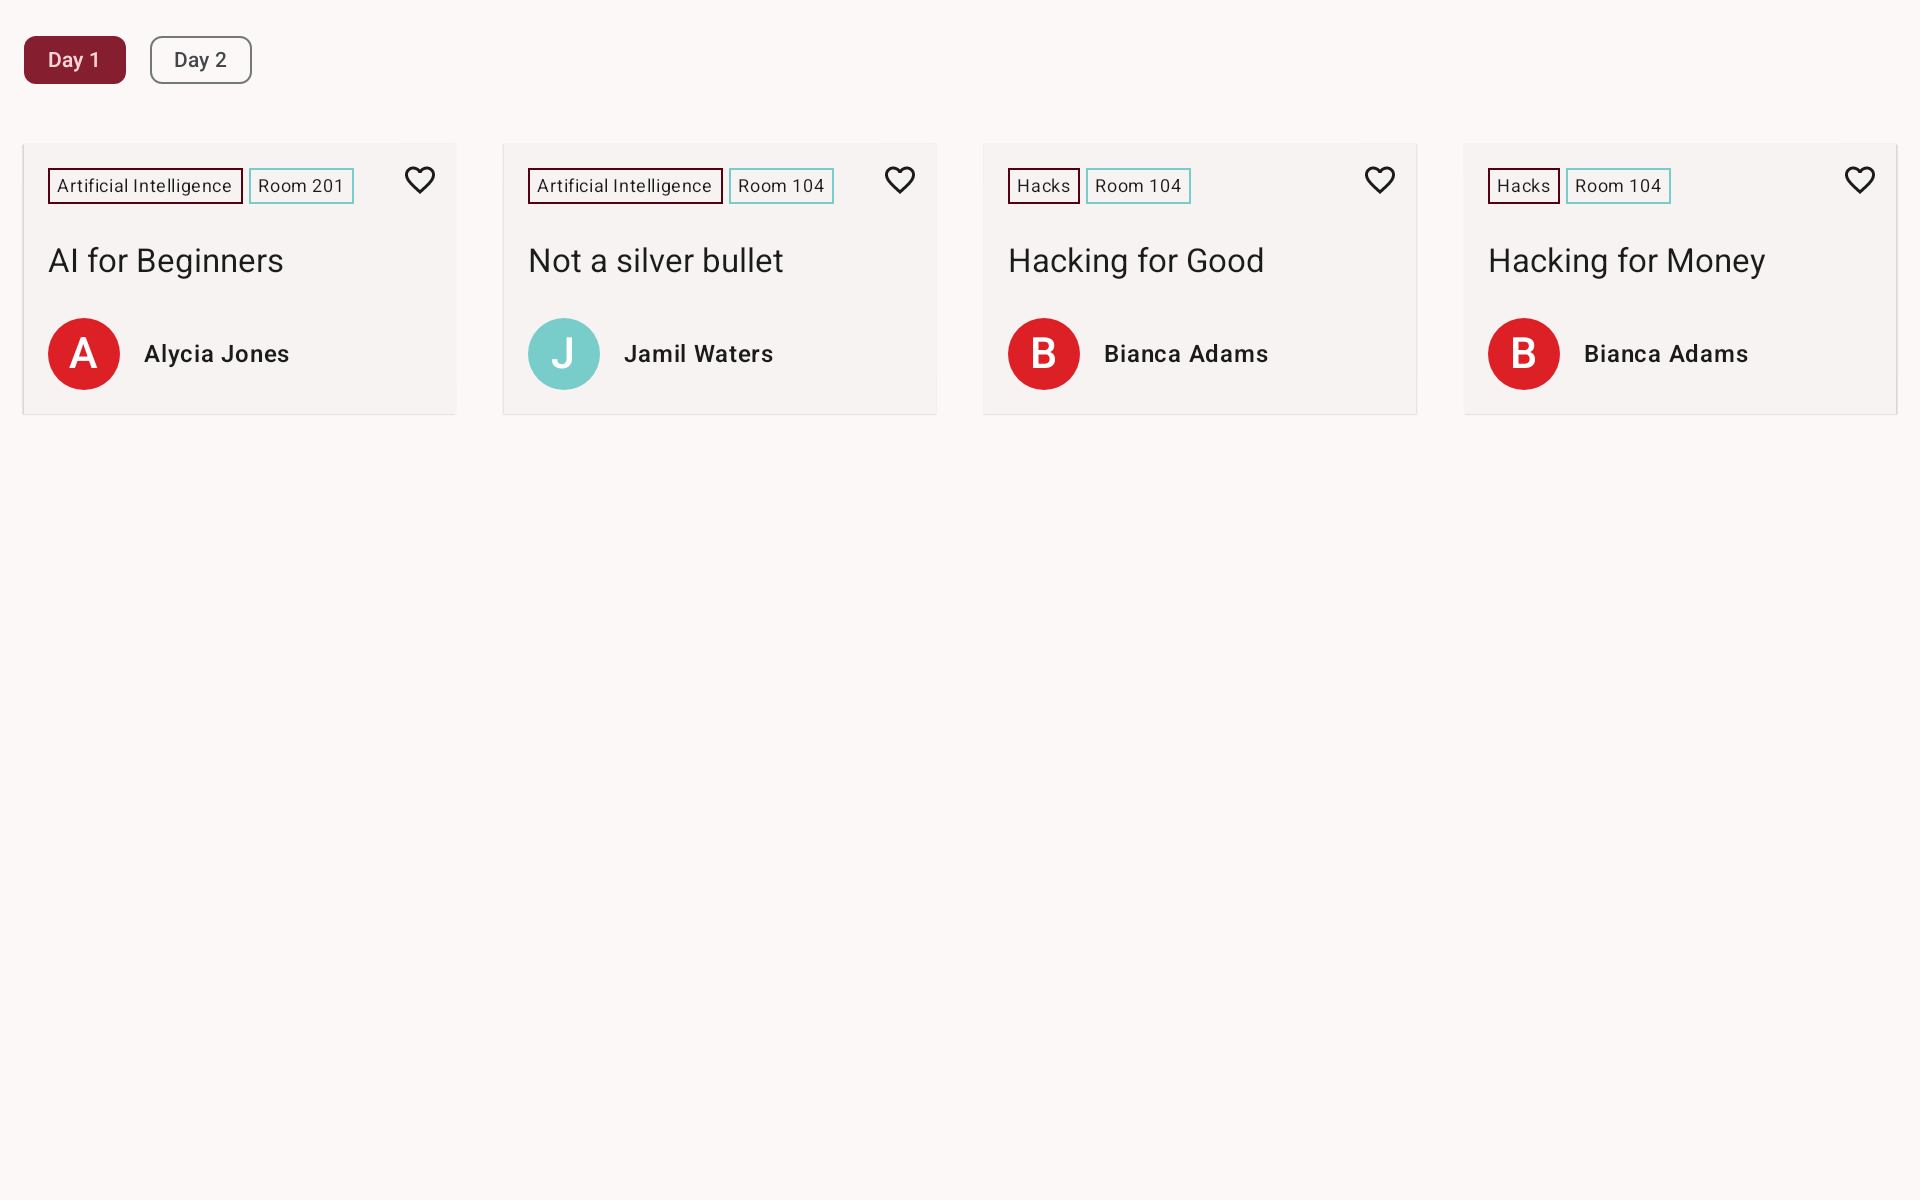 Day 1
Day 2
Artificial Intelligence
Room 201
AI for Beginners
A
Alycia Jones
Artificial Intelligence
Room 104
Not a silver bullet
J
Jamil Waters
Hacks
Room 104
Hacking for Good
B
Bianca Adams
Hacks
Room 104
Hacking for Money
B
Bianca Adams